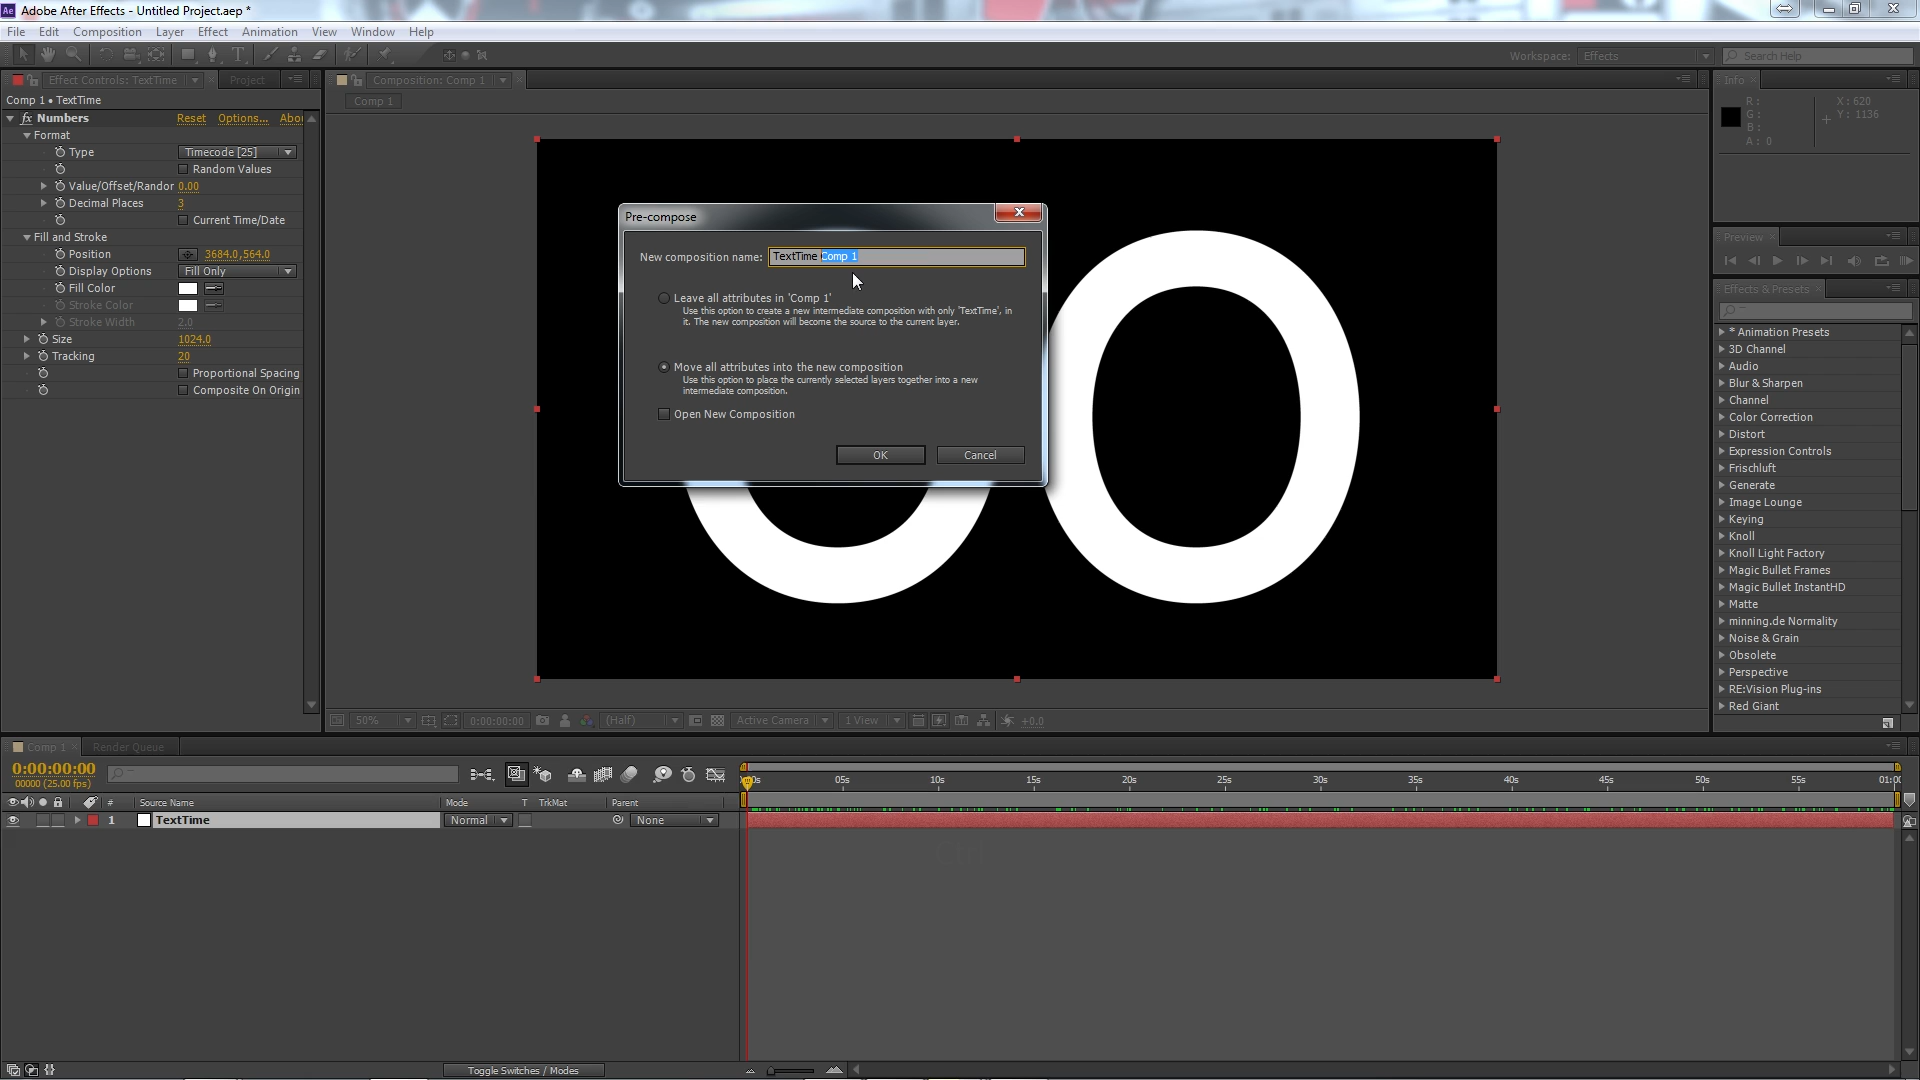 Adobe After Effects - Untitled Project.aep *
File Edit Composition Layer Effect Animation View Window Help
Workspace: Effects Search Help
Effect Controls: TextTime Project
Composition: Comp 1
Info
Comp 1 • TextTime
Comp 1
R: X: 620
G: Y: 1136
B:
A: 0
fx Numbers Reset Options... Abou
Format
Type Timecode [25]
Random Values
Value/Offset/Randor 0.00
Decimal Places 3
Current Time/Date
Fill and Stroke
Position 3684.0,564.0
Display Options Fill Only
Fill Color
Stroke Color
Stroke Width 2.0
Size 1024.0
Tracking 20
Proportional Spacing
Composite On Origin
Pre-compose
New composition name: TextTime Comp 1
Leave all attributes in 'Comp 1'
Use this option to create a new intermediate composition with only 'TextTime', in
it. The new composition will become the source to the current layer.
Move all attributes into the new composition
Use this option to place the currently selected layers together into a new
intermediate composition.
Open New Composition
OK Cancel
Preview
Effects & Presets
* Animation Presets
3D Channel
Audio
Blur & Sharpen
Channel
Color Correction
Distort
Expression Controls
Frischluft
Generate
Image Lounge
Keying
Knoll
Knoll Light Factory
Magic Bullet Frames
Magic Bullet InstantHD
Matte
minning.de Normality
Noise & Grain
Obsolete
Perspective
RE:Vision Plug-ins
Red Giant
50% 0:00:00:00 (Half) Active Camera 1 View +0.0
Comp 1 Render Queue
0:00:00:00
00000 (25.00 fps)
05s 10s 15s 20s 25s 30s 35s 40s 45s 50s 55s 01:00
# Source Name Mode T TrkMat Parent
1 TextTime Normal None
Ctrl
Toggle Switches / Modes